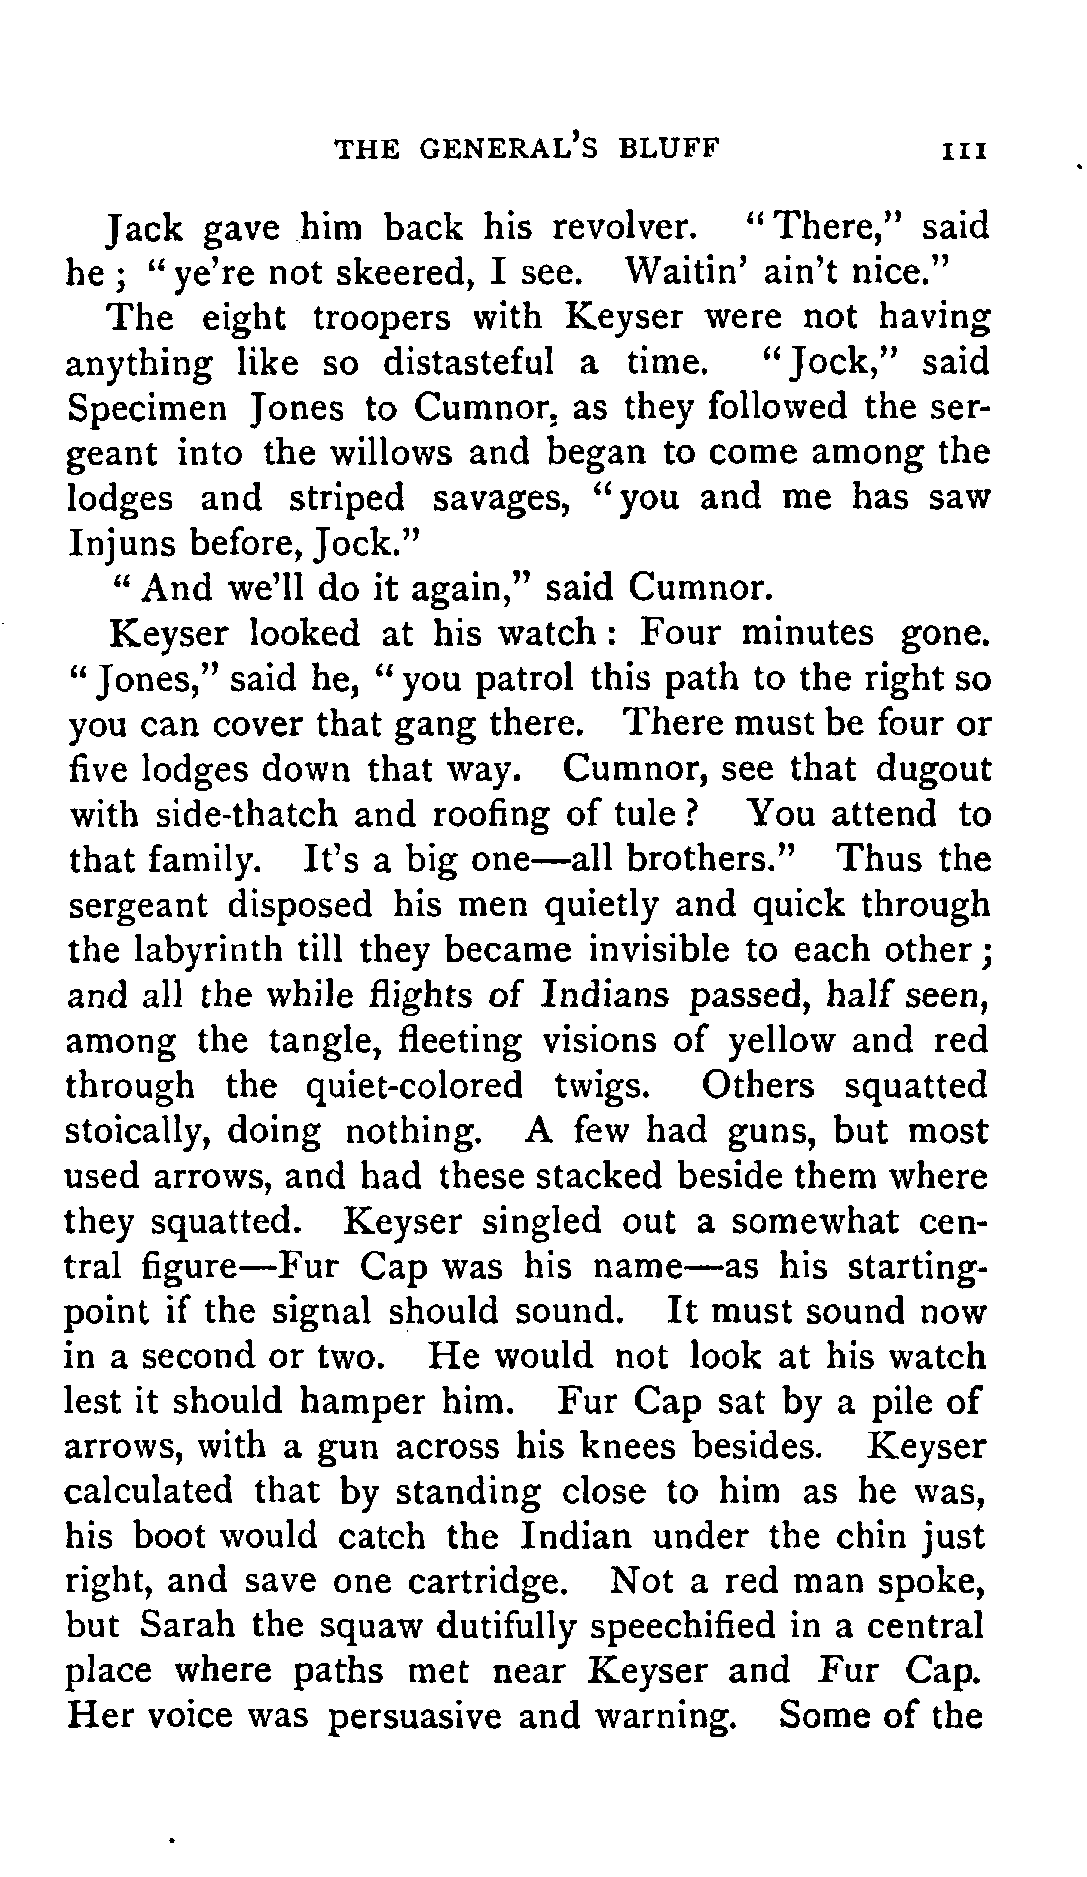 THE GENERAL'S BLUFF 111
Jack gave him back his revolver. "There," said
he; "ye're not skeered, I see. Waitin' ain't nice."
The eight troopers with Keyser were not having
anything like so distasteful a time. "Jock," said
Specimen Jones to Cumnor, as they followed the ser-
geant into the willows and began to come among the
lodges and striped savages, "you and me has saw
Injuns before, Jock."
"And we'll do it again," said Cumnor.
Keyser looked at his watch: Four minutes gone.
"Jones," said he, "you patrol this path to the right so
you can cover that gang there. There must be four or
five lodges down that way. Cumnor, see that dugout
with side-thatch and roofing of tule? You attend to
that family. It's a big one—all brothers." Thus the
sergeant disposed his men quietly and quick through
the labyrinth till they became invisible to each other;
and all the while flights of Indians passed, half seen,
among the tangle, fleeting visions of yellow and red
through the quiet-colored twigs. Others squatted
stoically, doing nothing. A few had guns, but most
used arrows, and had these stacked beside them where
they squatted. Keyser singled out a somewhat cen-
tral figure—Fur Cap was his name—as his starting-
point if the signal should sound. It must sound now
in a second or two. He would not look at his watch
lest it should hamper him. Fur Cap sat by a pile of
arrows, with a gun across his knees besides. Keyser
calculated that by standing close to him as he was,
his boot would catch the Indian under the chin just
right, and save one cartridge. Not a red man spoke,
but Sarah the squaw dutifully speechified in a central
place where paths met near Keyser and Fur Cap.
Her voice was persuasive and warning. Some of the